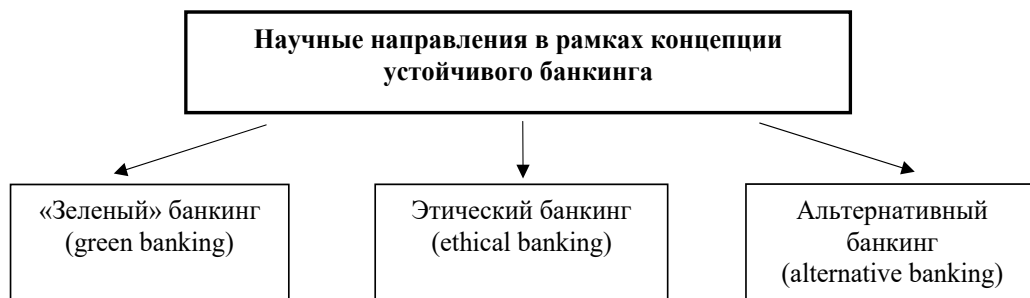 Научные направления в рамках концепции
устойчивого банкинга
«Зеленый» банкинг
(green banking)
Этический банкинг
(ethical banking)
Альтернативный
банкинг
(alternative banking)